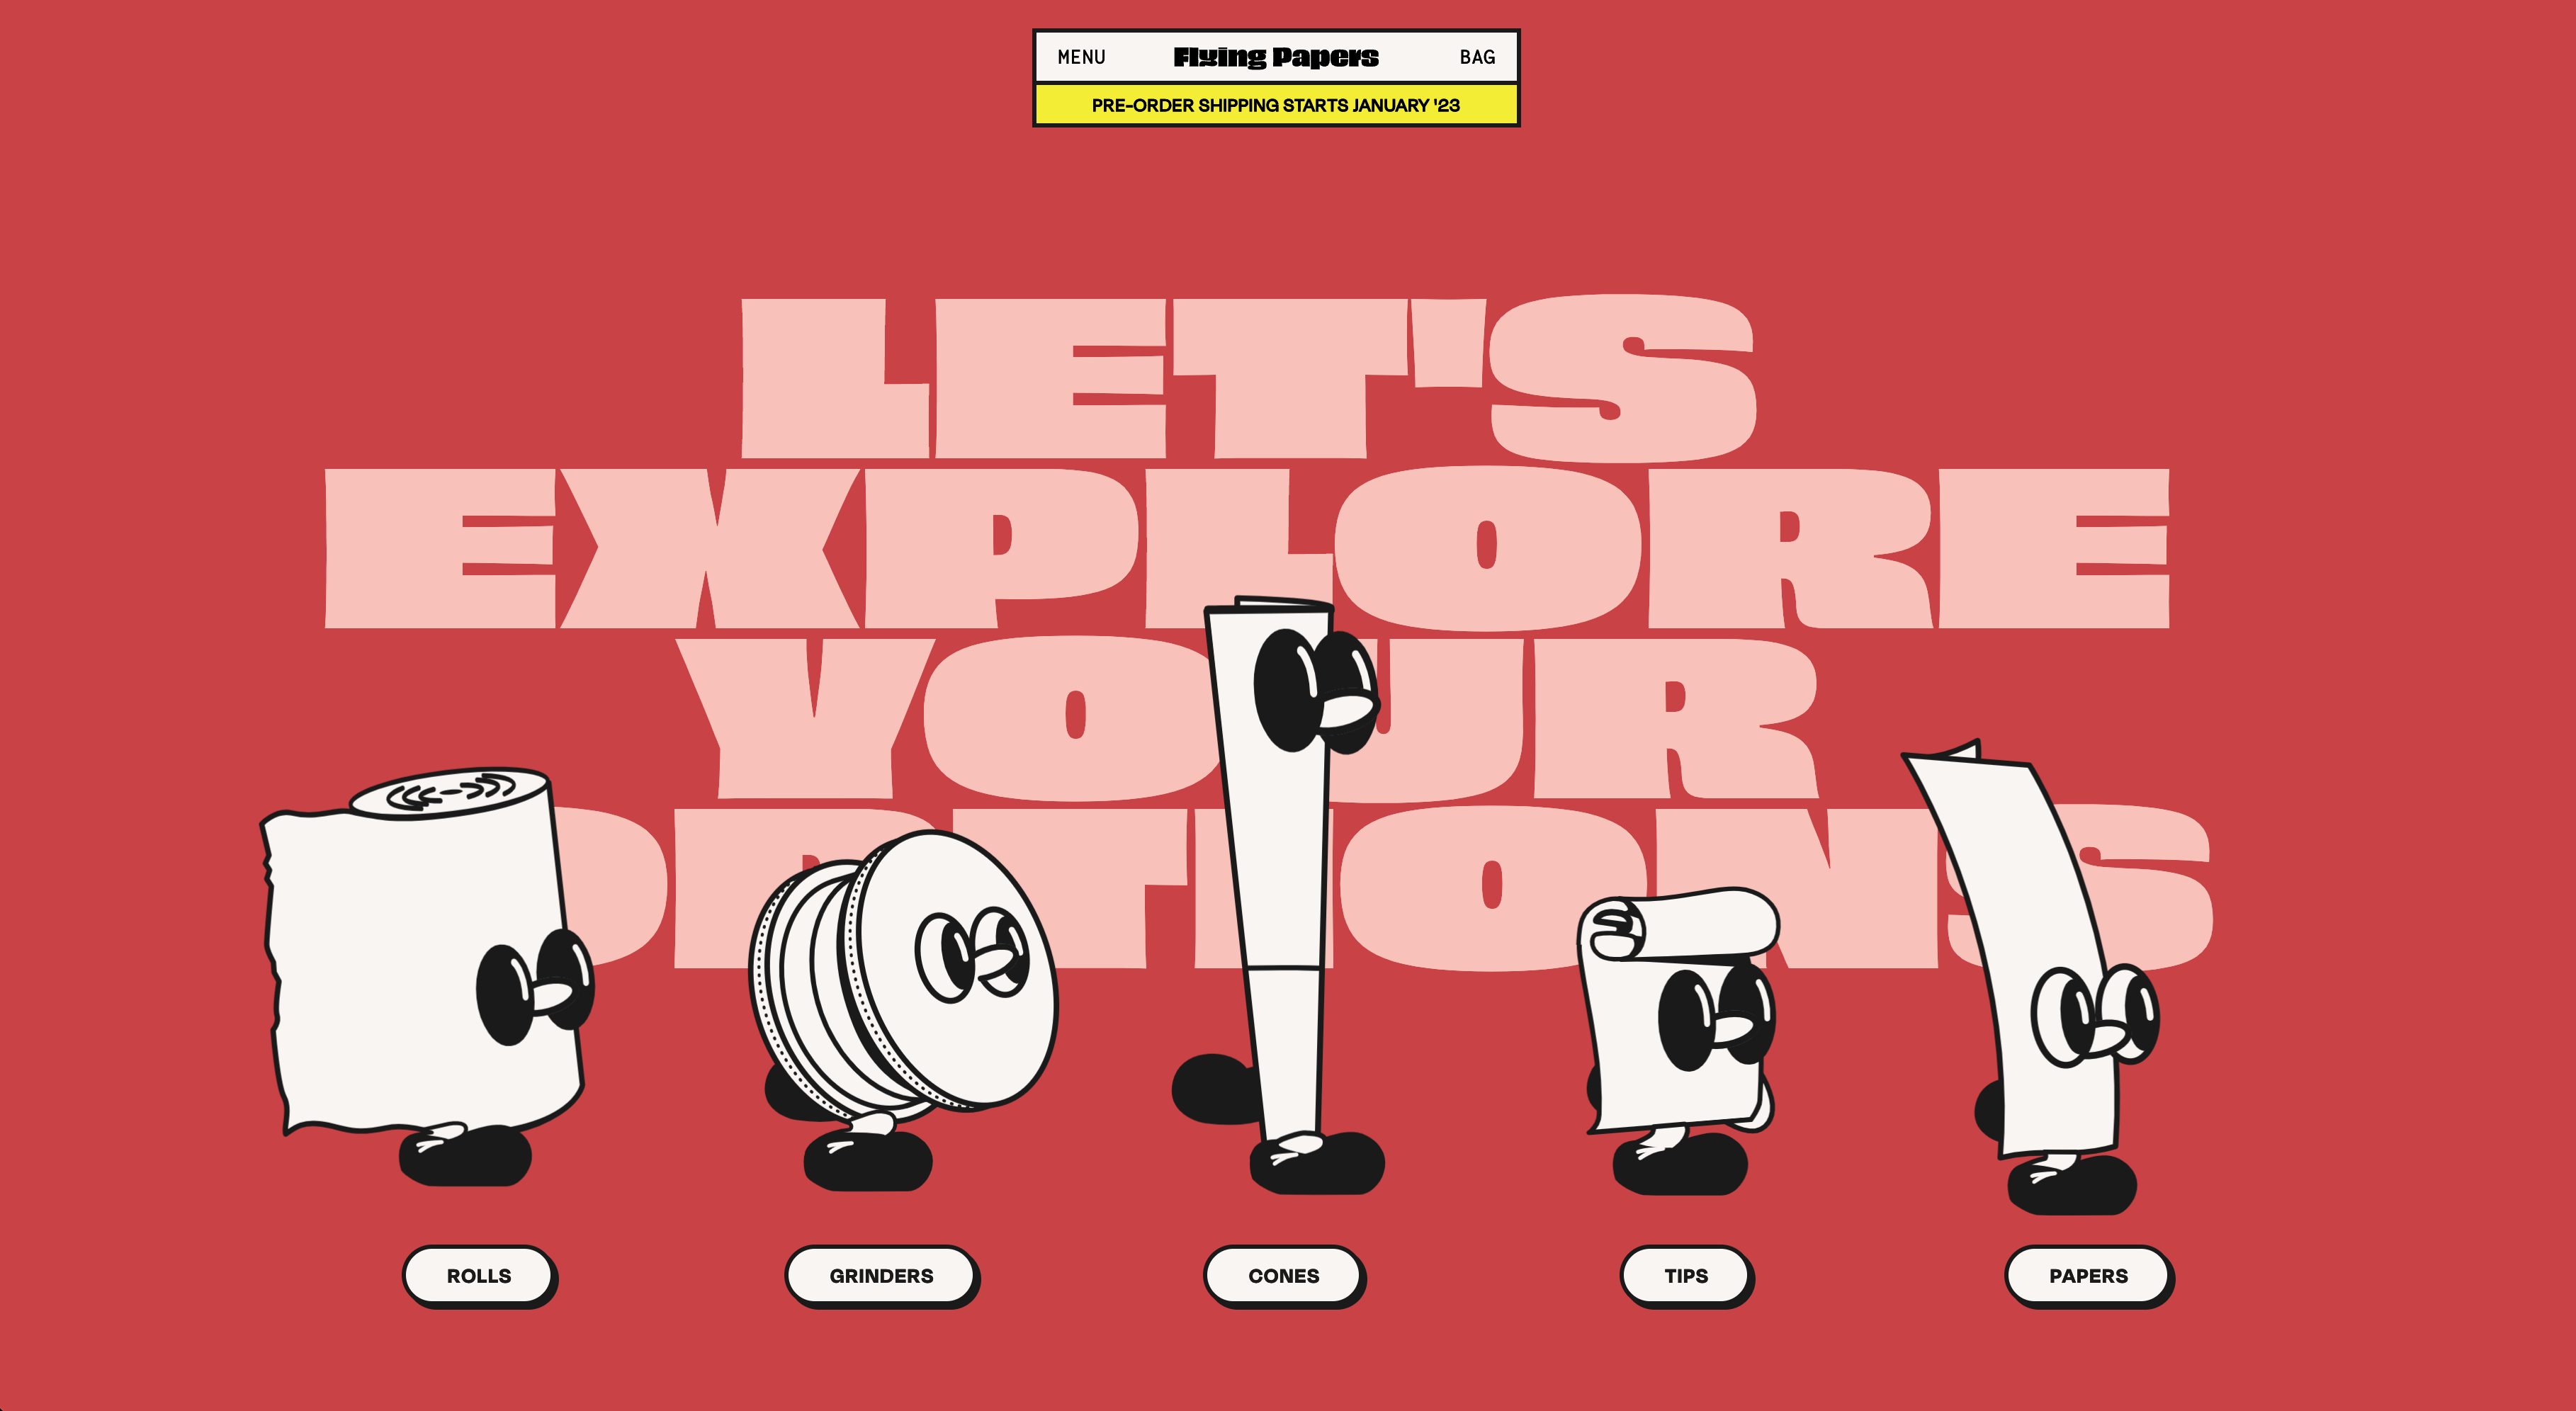 MENU Flying Papers BAG
PRE-ORDER SHIPPING STARTS JANUARY '23
LET'S
EXPLORE
YOUR
OPTIONS
ROLLS GRINDERS CONES TIPS PAPERS